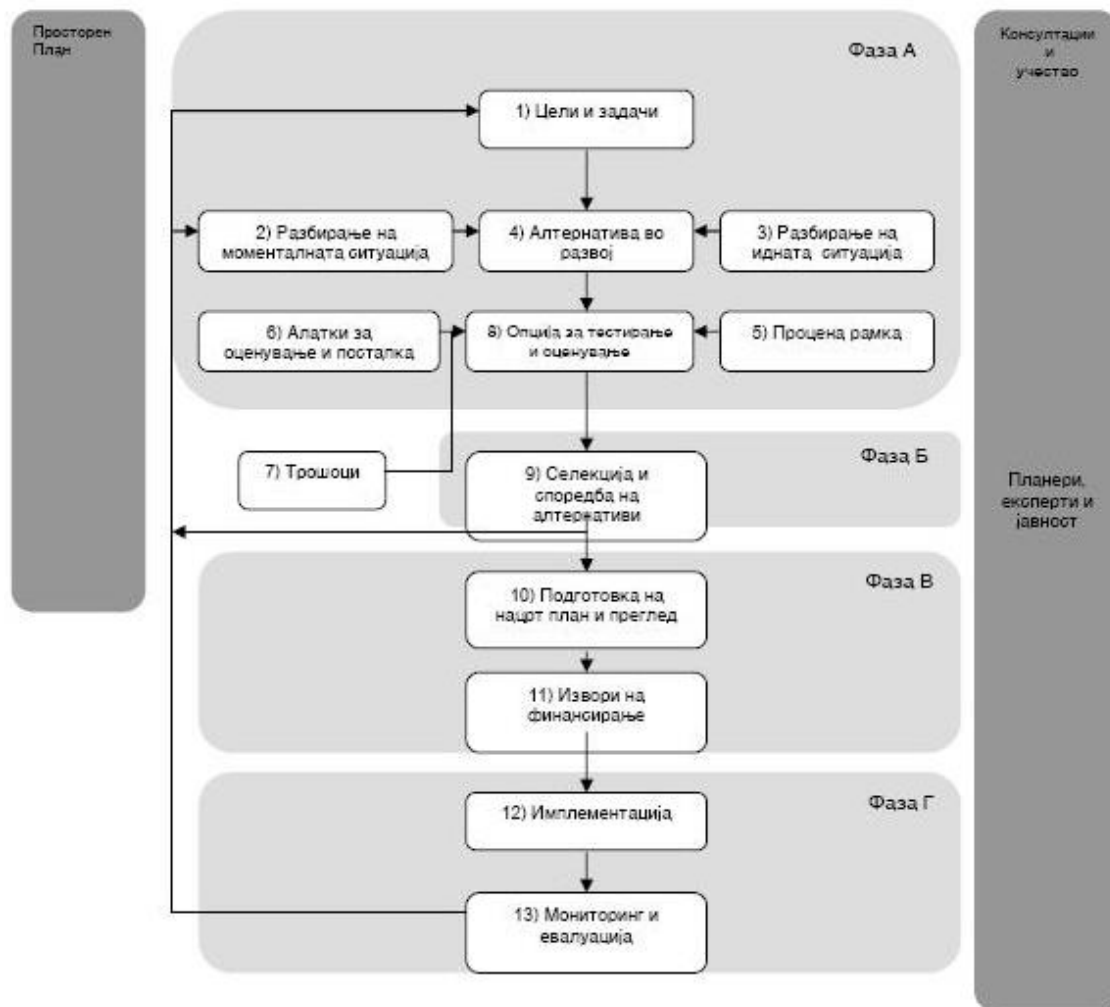 Просторен
План
Фаза А
Консултации
и
учество
1) Цели и задачи
2) Разбирање на
моменталната ситуација
4) Алтернатива во
развој
3) Разбирање на
идната ситуација
6) Алатки за
оценување и посталка
8) Опција за тестирање
и оценување
5) Процена рамка
Фаза Б
7) Трошоци
9) Селекција и
споредба на
алтернативи
Планери,
експерти и
јавност
Фаза В
10) Подготовка на
нацрт план и преглед
11) Извори на
финансирање
Фаза Г
12) Имплементација
13) Мониторинг и
евалуација